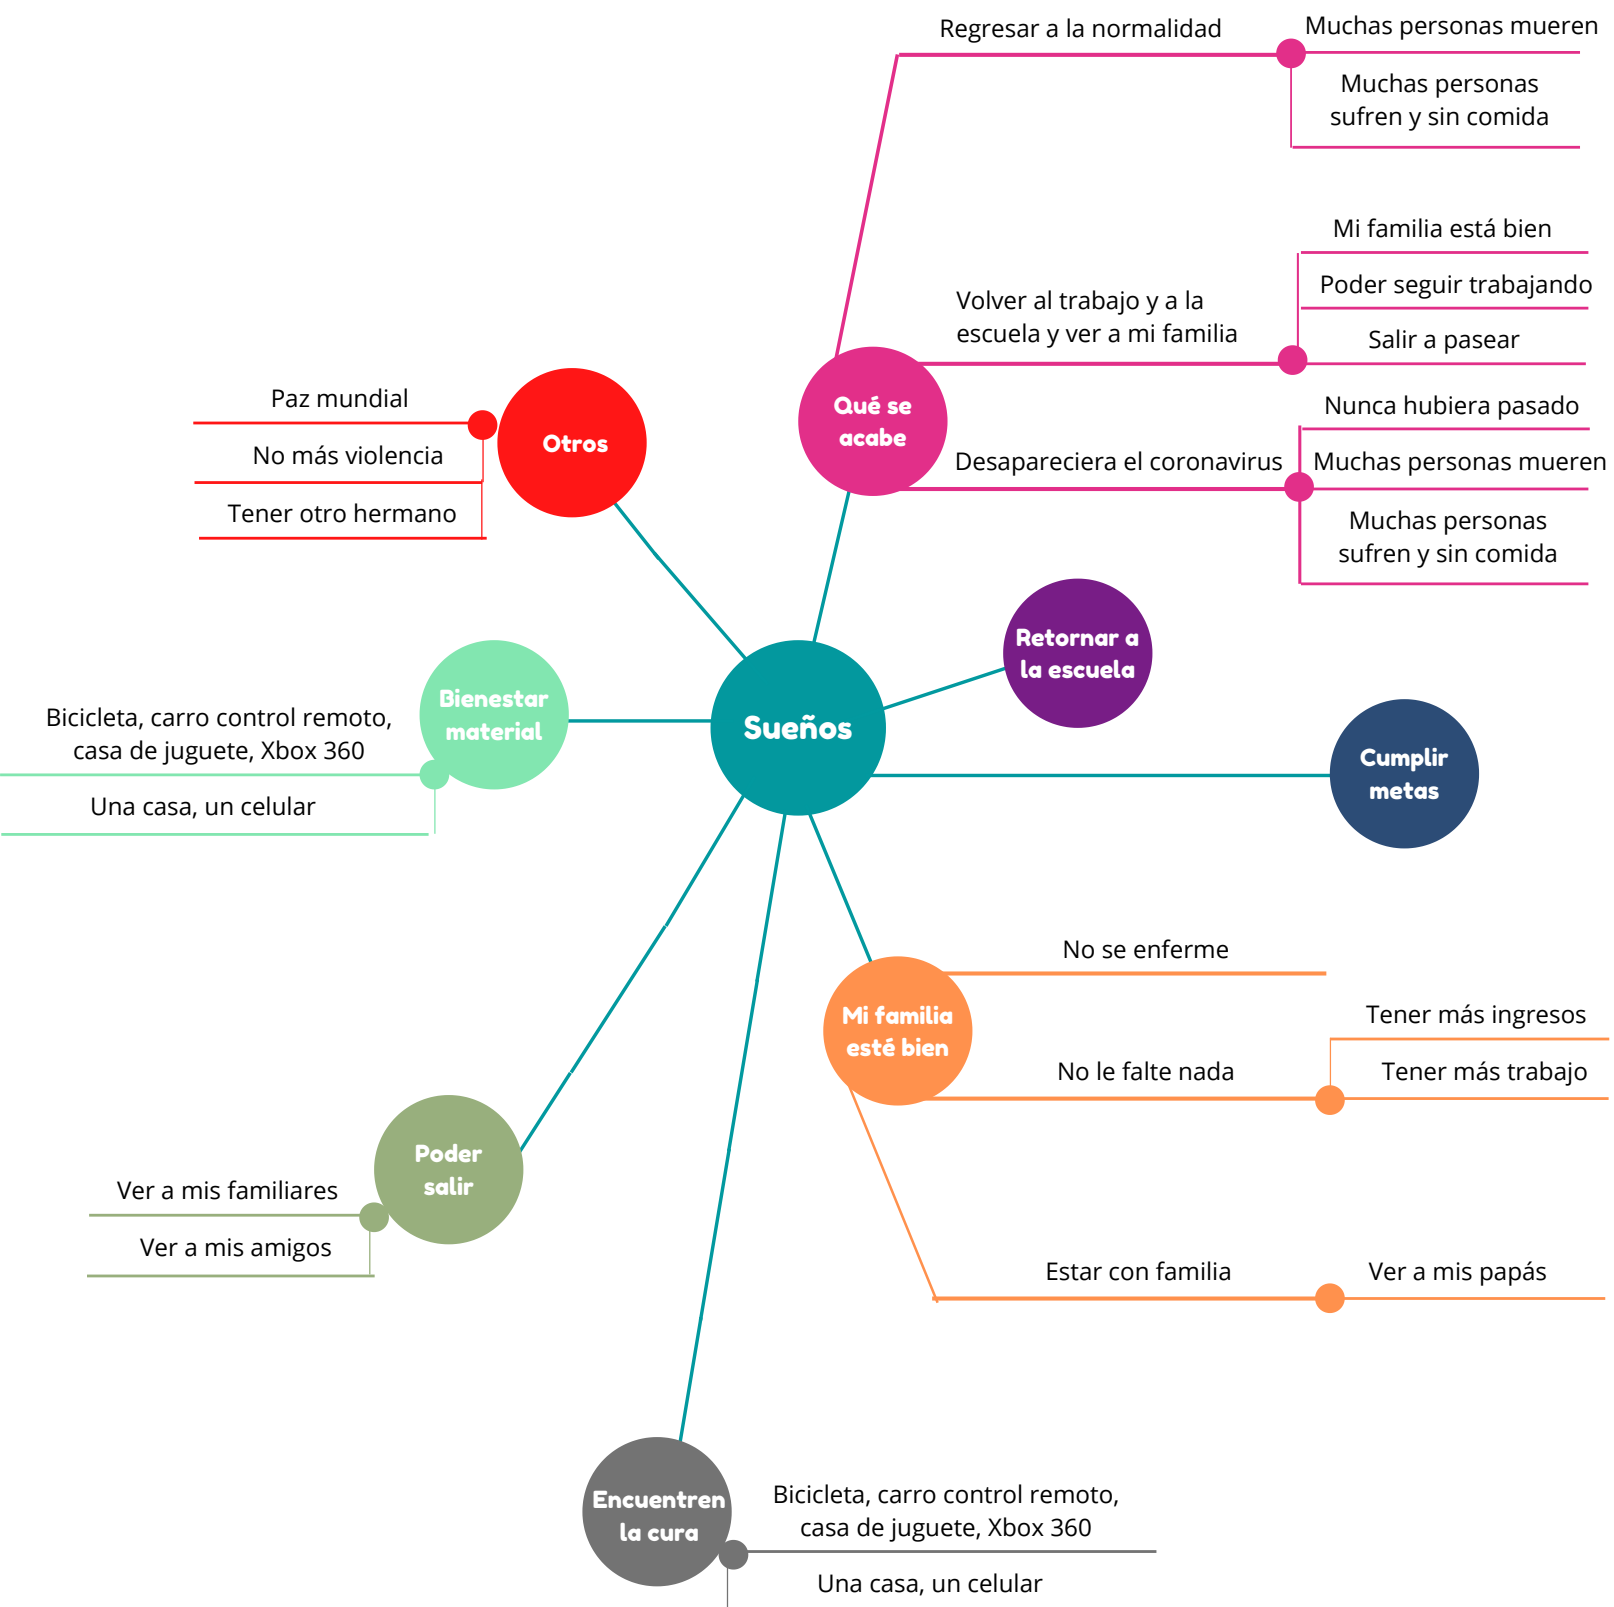 Regresar a la normalidad
Muchas personas mueren
Muchas personas
sufren y sin comida
Mi familia está bien
Volver al trabajo y a la
escuela y ver a mi familia
Poder seguir trabajando
Salir a pasear
Qué se
acabe
Nunca hubiera pasado
Desapareciera el coronavirus
Muchas personas mueren
Muchas personas
sufren y sin comida
Otros
Paz mundial
No más violencia
Tener otro hermano
Retornar a
la escuela
Sueños
Bienestar
material
Bicicleta, carro control remoto,
casa de juguete, Xbox 360
Una casa, un celular
Cumplir
metas
Mi familia
esté bien
No se enferme
No le falte nada
Tener más ingresos
Tener más trabajo
Estar con familia
Ver a mis papás
Poder
salir
Ver a mis familiares
Ver a mis amigos
Encuentren
la cura
Bicicleta, carro control remoto,
casa de juguete, Xbox 360
Una casa, un celular